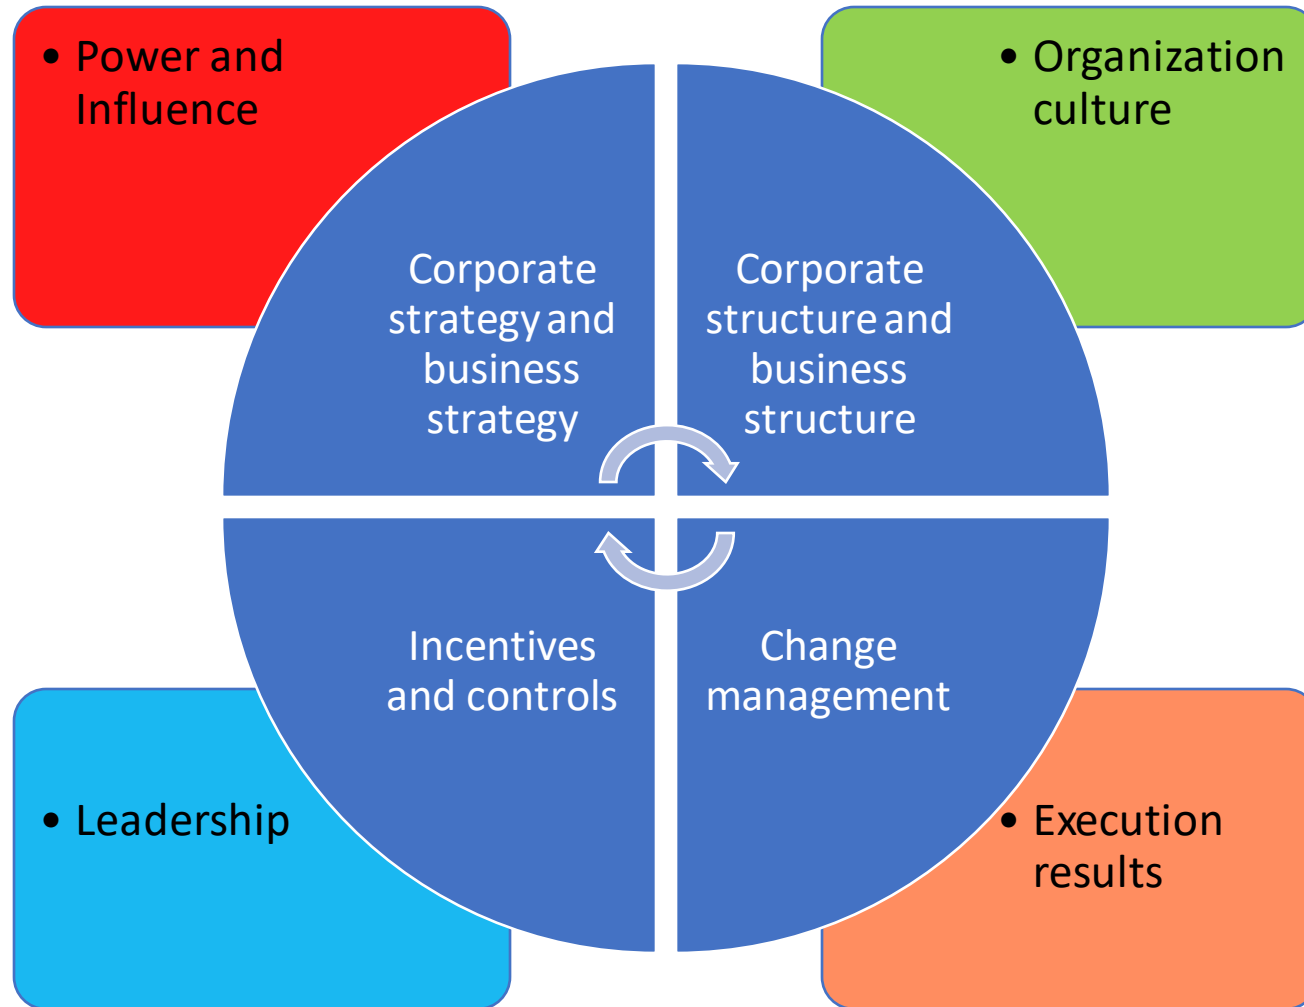 • Power and
Influence
• Organization
culture
Corporate
strategy and
business
strategy
Corporate
structure and
business
structure
Incentives
and controls
Change
management
• Leadership
• Execution
results